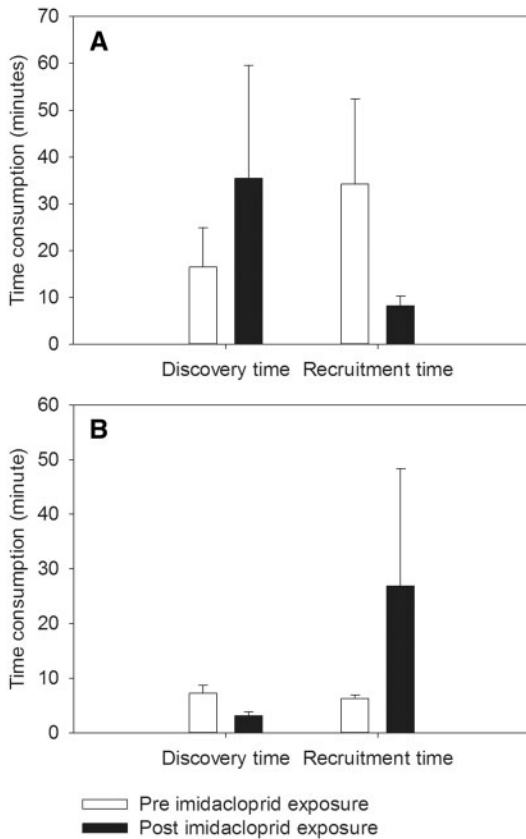 A
Time consumption (minutes)
70
60
50
40
30
20
10
0
Discovery time Recruitment time
B
Time consumption (minute)
60
50
40
30
20
10
0
Discovery time Recruitment time
Pre imidacloprid exposure
Post imidacloprid exposure